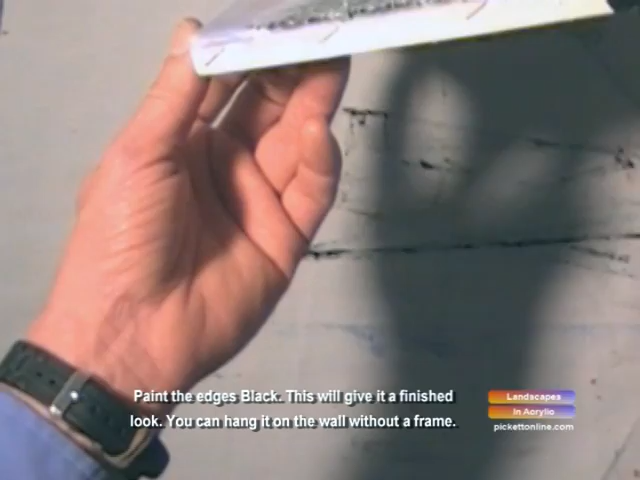 Paint the edges Black. This will give it a finished
look. You can hang it on the wall without a frame.
Landscapes
In Acrylic
pickettonline.com